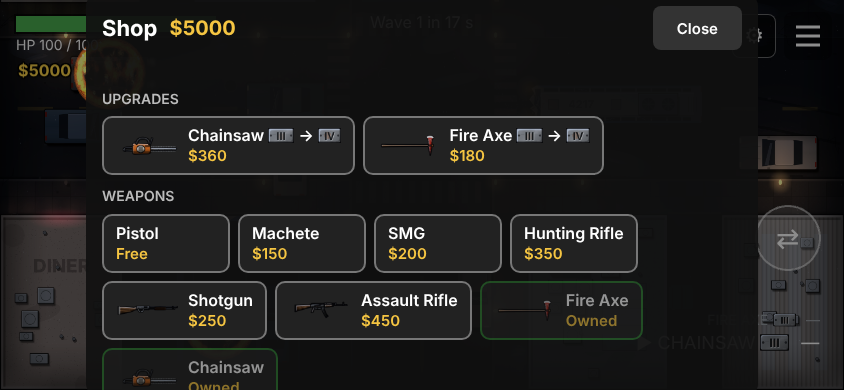 Shop $5000
Close
Wave 1 in 17 s
HP 100 / 10
$5000
UPGRADES
Chainsaw III → IV
$360
Fire Axe III → IV
$180
WEAPONS
Pistol
Free
Machete
$150
SMG
$200
Hunting Rifle
$350
Shotgun
$250
Assault Rifle
$450
Fire Axe
Owned
Chainsaw
Owned
DINER
CHAINSAW III